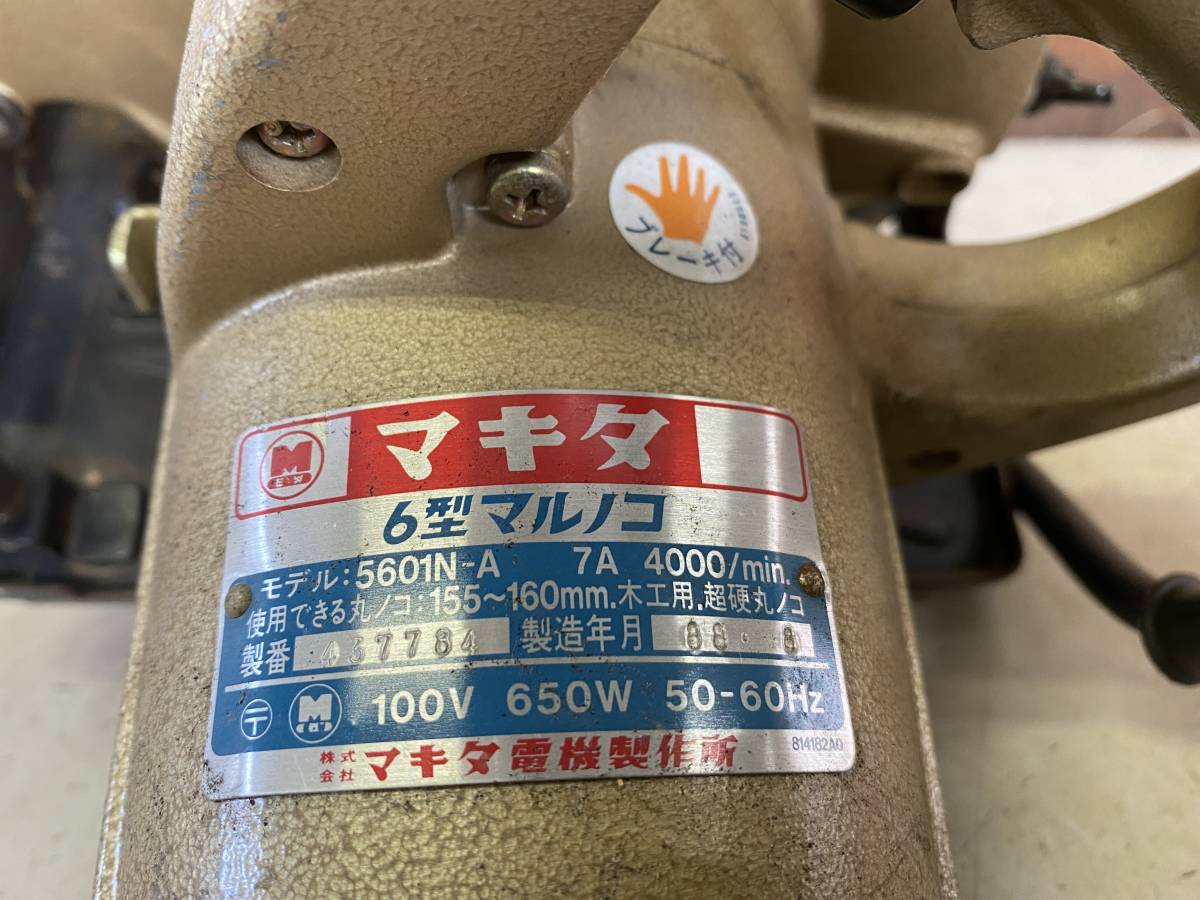 ブレーキ付
マキタ
6型マルノコ
モデル:5601N-A 7A 4000/min.
使用できる丸ノコ:155～160mm.木工用.超硬丸ノコ
製番 437784 製造年月 88・8
100V 650W 50-60Hz
株式会社 マキタ電機製作所
814182A0